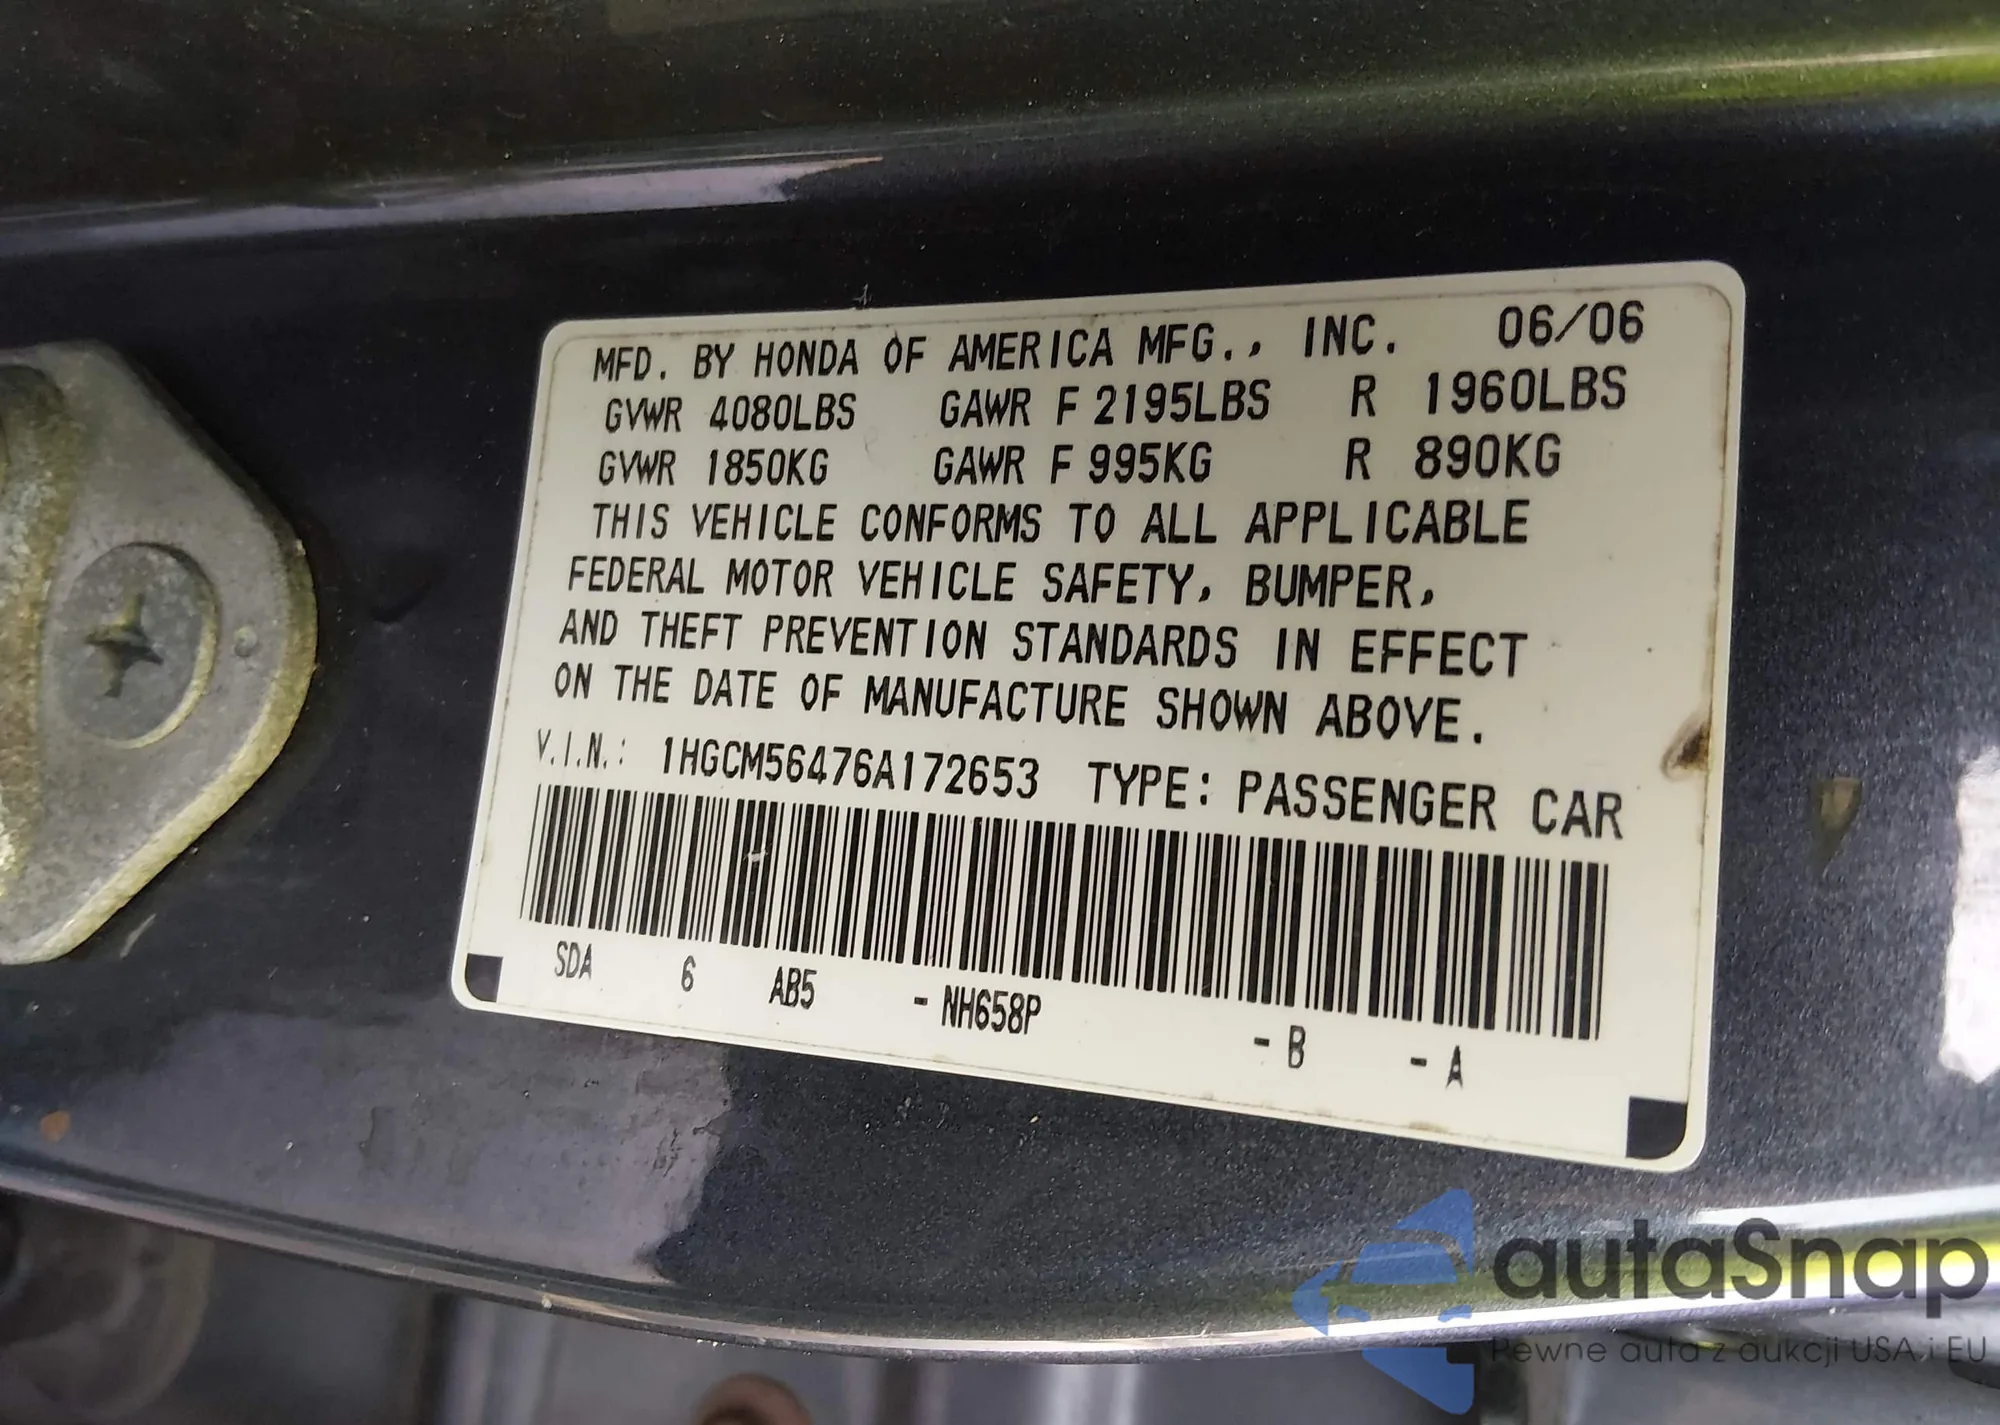 MFD. BY HONDA OF AMERICA MFG., INC. 06/06
GVWR 4080LBS GAWR F 2195LBS R 1960LBS
GVWR 1850KG GAWR F 995KG R 890KG
THIS VEHICLE CONFORMS TO ALL APPLICABLE
FEDERAL MOTOR VEHICLE SAFETY, BUMPER,
AND THEFT PREVENTION STANDARDS IN EFFECT
ON THE DATE OF MANUFACTURE SHOWN ABOVE.
V.I.N.: 1HGCM56476A172653 TYPE: PASSENGER CAR
SDA 6 AB5 -NH658P -B -A
autaSnap
Pewne auta z aukcji USA i EU